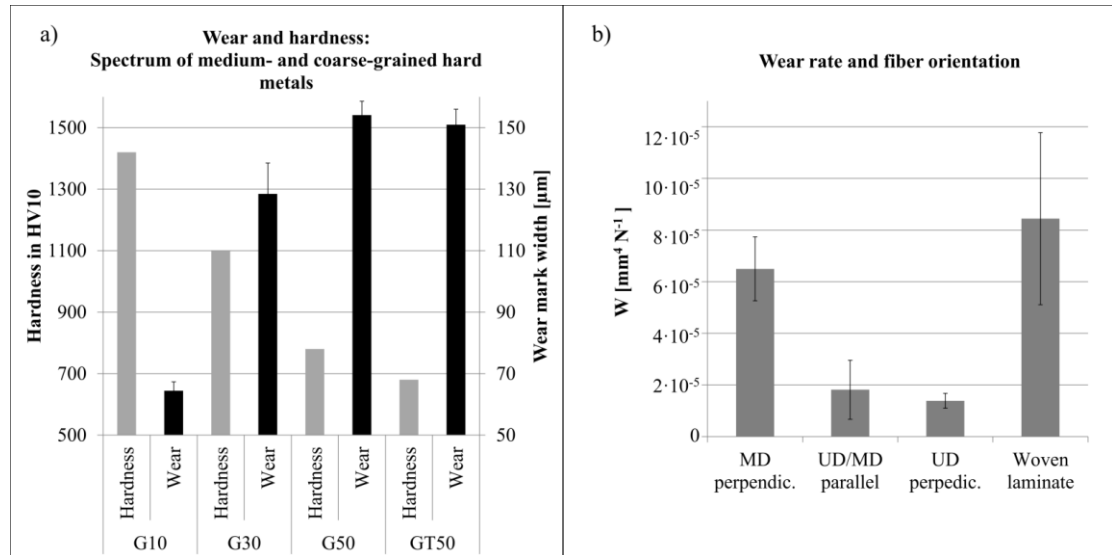 a)
Wear and hardness:
Spectrum of medium- and coarse-grained hard
metals
Hardness in HV10
1500
1300
1100
900
700
500
150
130
110
90
70
50
Wear mark width [µm]
Hardness
Wear
Hardness
Wear
Hardness
Wear
Hardness
Wear
G10
G30
G50
GT50
b)
Wear rate and fiber orientation
W [mm⁴ N⁻¹ ]
12·10⁻⁵
10·10⁻⁵
8·10⁻⁵
6·10⁻⁵
4·10⁻⁵
2·10⁻⁵
0
MD
perpendic.
UD/MD
parallel
UD
perpedic.
Woven
laminate